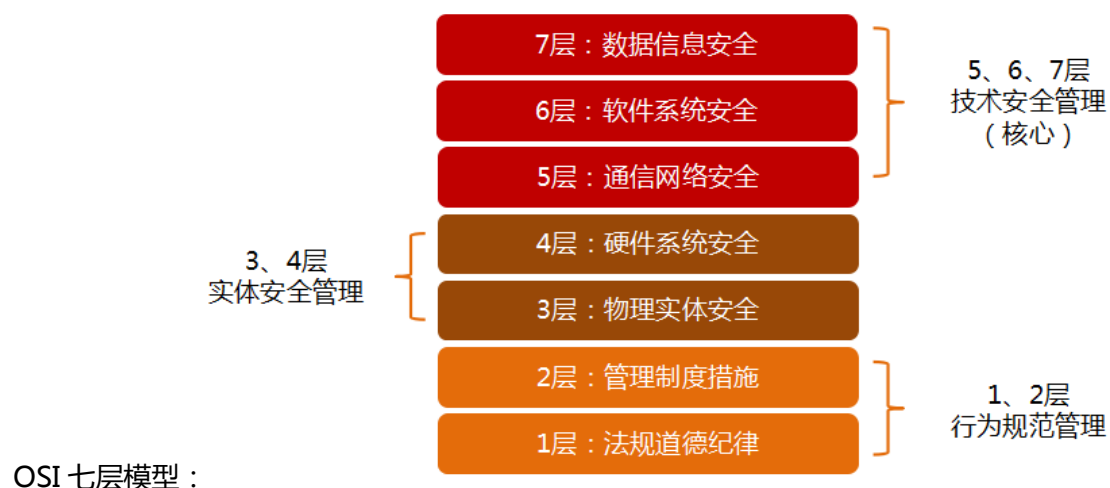 7层：数据信息安全
6层：软件系统安全
5层：通信网络安全
5、6、7层
技术安全管理
（核心）
4层：硬件系统安全
3层：物理实体安全
3、4层
实体安全管理
2层：管理制度措施
1层：法规道德纪律
1、2层
行为规范管理
OSI 七层模型：